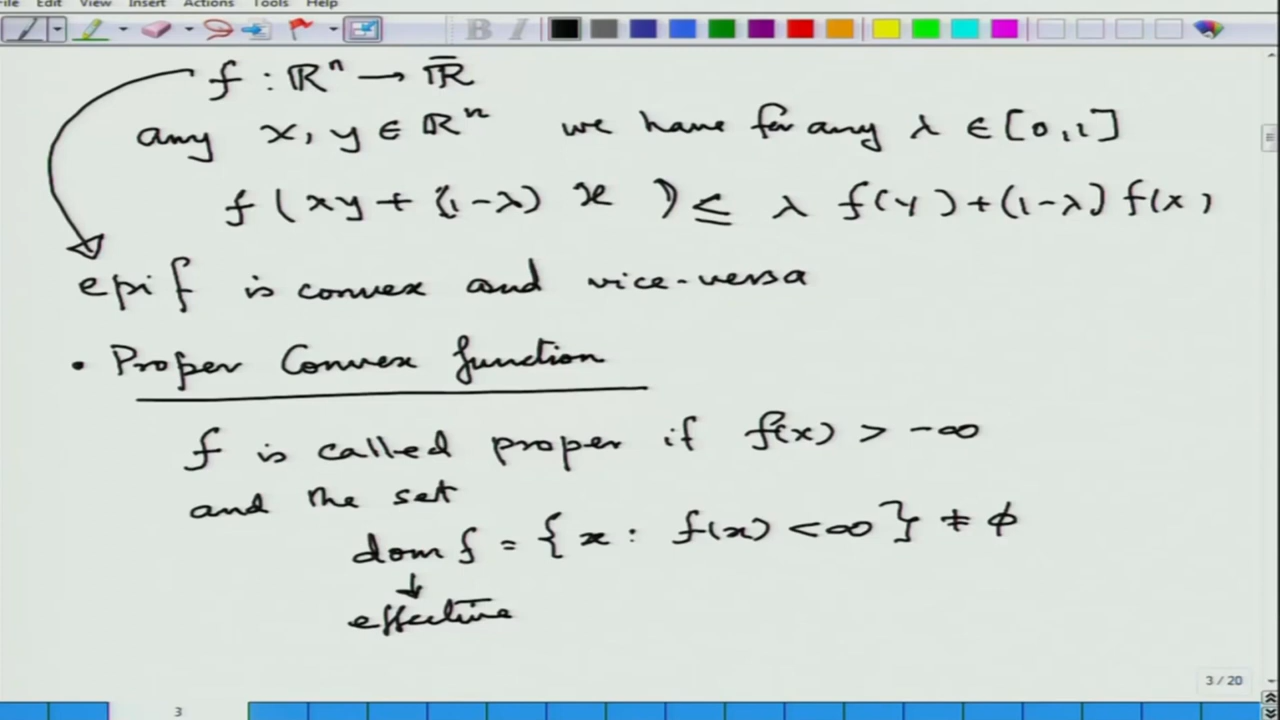 File Edit View Insert Actions Tools Help
B I
f : ℝⁿ → ℝ̄
any x, y ∈ ℝⁿ we have for any λ ∈ [0, 1]
f ( xy + (1-λ) x ) ≤ λ f(y) + (1-λ) f(x)
epi f is convex and vice-versa
• Proper Convex function
f is called proper if f(x) > -∞
and the set
dom f = { x : f(x) < ∞ } ≠ ϕ
↓
effective
3 / 20
3